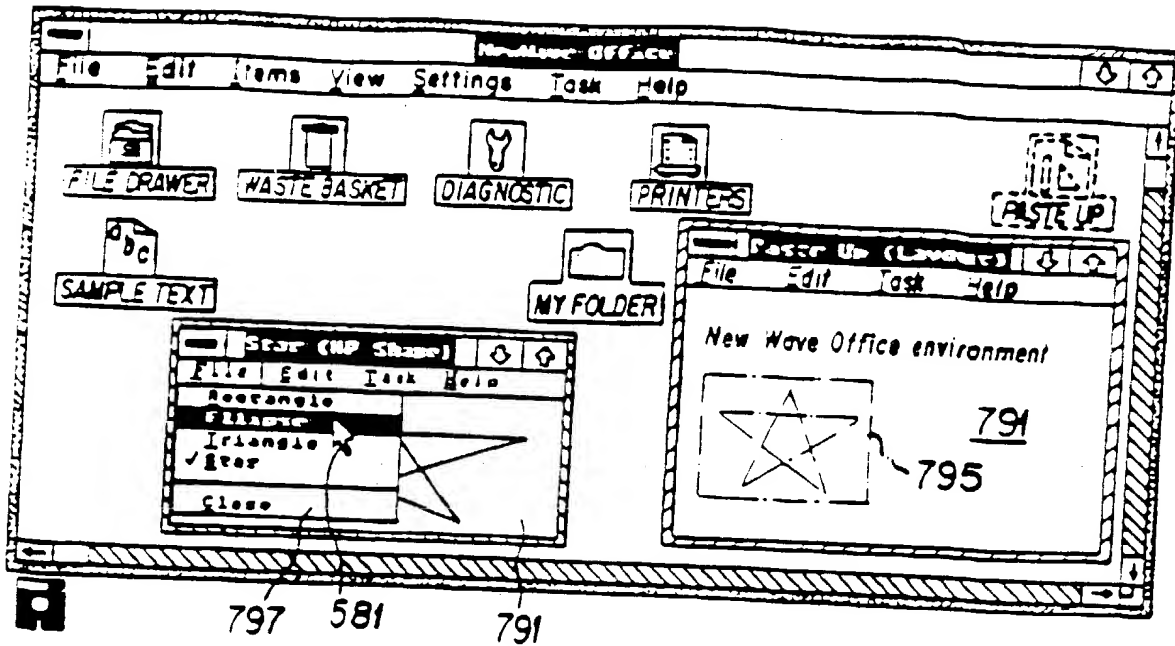 NewWave Office
File Edit Items View Settings Task Help
FILE DRAWER WASTE BASKET DIAGNOSTIC PRINTERS PASTE UP
abc
SAMPLE TEXT MY FOLDER
Paste Up (Layout)
File Edit Task Help
New Wave Office environment
791
795
Star (HP Shape)
File Edit Task Help
Rectangle
Ellipse
Triangle
✓ Star
Close
797 581 791